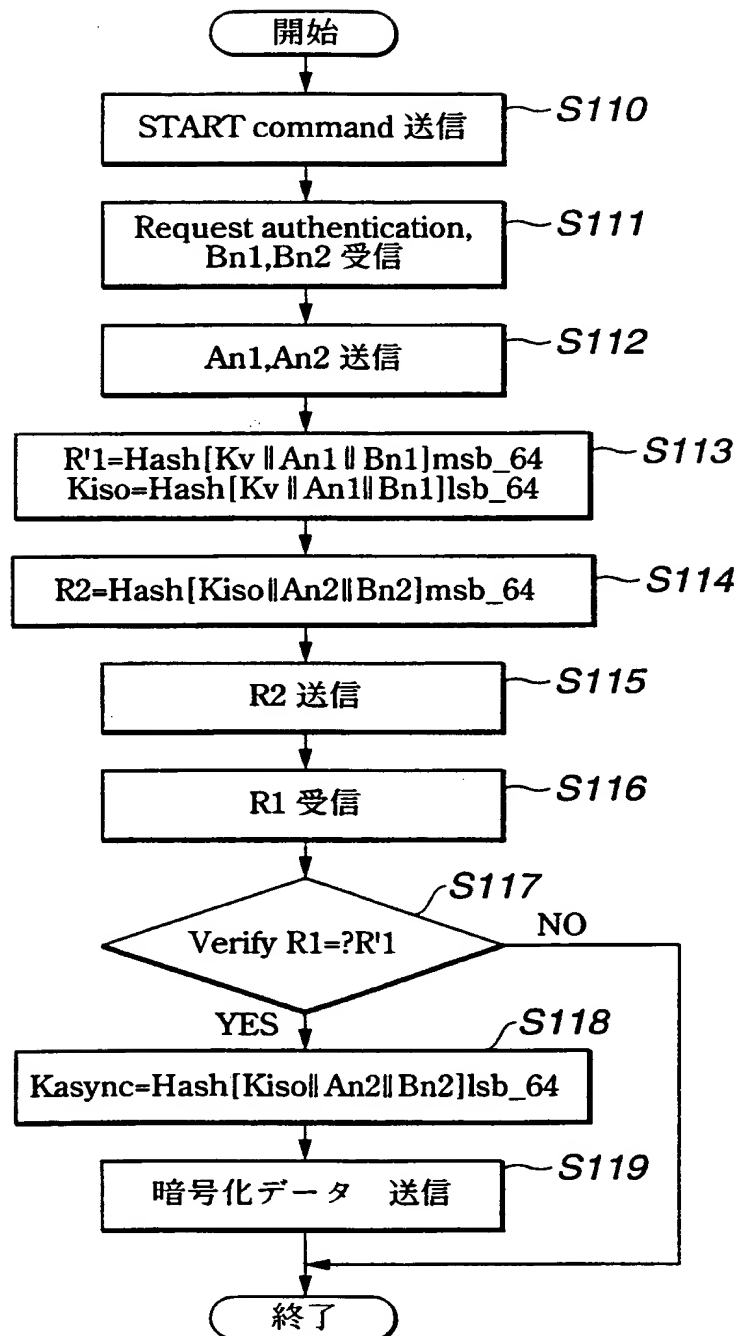 開始
START command 送信
S110
Request authentication,
Bn1,Bn2 受信
S111
An1,An2 送信
S112
R'1=Hash[Kv||An1||Bn1]msb_64
Kiso=Hash[Kv||An1||Bn1]lsb_64
S113
R2=Hash[Kiso||An2||Bn2]msb_64
S114
R2 送信
S115
R1 受信
S116
Verify R1=?R'1
S117
NO
YES
Kasync=Hash[Kiso||An2||Bn2]lsb_64
S118
暗号化データ 送信
S119
終了